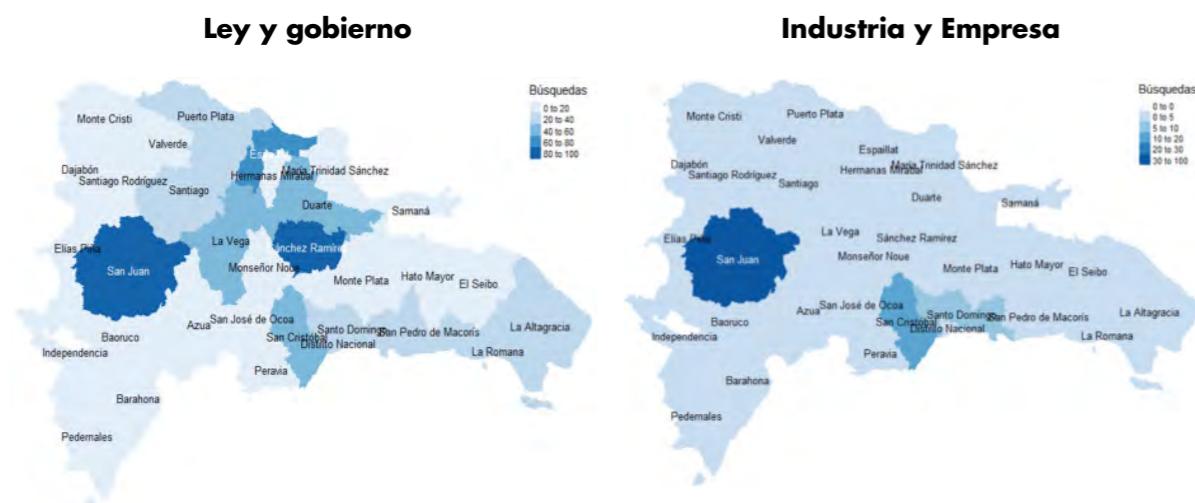 Ley y gobierno
Búsquedas
0 to 20
20 to 40
40 to 60
60 to 80
80 to 100
Puerto Plata
Monte Cristi
Valverde
Dajabón
Santiago Rodríguez
Santiago
Hermanas Mirabal
María Trinidad Sánchez
Duarte
Samaná
Elías Piña
La Vega
Sánchez Ramírez
San Juan
Monseñor Noue
Monte Plata
Hato Mayor
El Seibo
Azua
San José de Ocoa
Baoruco
San Cristóbal
Santo Domingo
Distrito Nacional
San Pedro de Macorís
La Altagracia
Independencia
La Romana
Peravia
Barahona
Pedernales
Industria y Empresa
Búsquedas
0 to 0
0 to 5
5 to 10
10 to 20
20 to 30
30 to 100
Monte Cristi
Puerto Plata
Valverde
Espaillat
Dajabón
Santiago Rodríguez
Santiago
Hermanas Mirabal
María Trinidad Sánchez
Duarte
Samaná
Elías Piña
La Vega
Sánchez Ramírez
San Juan
Monseñor Noue
Monte Plata
Hato Mayor
El Seibo
Azua
San José de Ocoa
Baoruco
San Cristóbal
Santo Domingo
Distrito Nacional
San Pedro de Macorís
La Altagracia
Independencia
La Romana
Peravia
Barahona
Pedernales